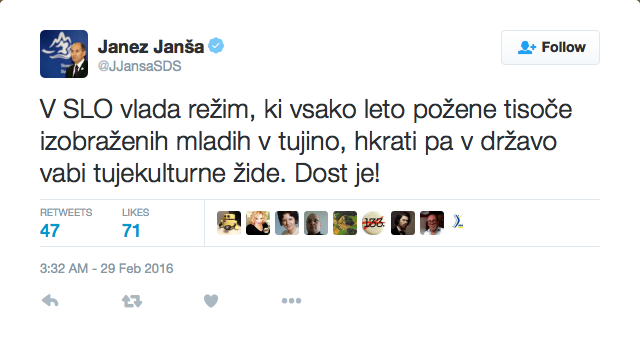 Janez Janša
@JJansaSDS
Follow
V SLO vlada režim, ki vsako leto požene tisoče
izobraženih mladih v tujino, hkrati pa v državo
vabi tujekulturne žide. Dost je!
RETWEETS
LIKES
47
71
133
3:32 AM - 29 Feb 2016